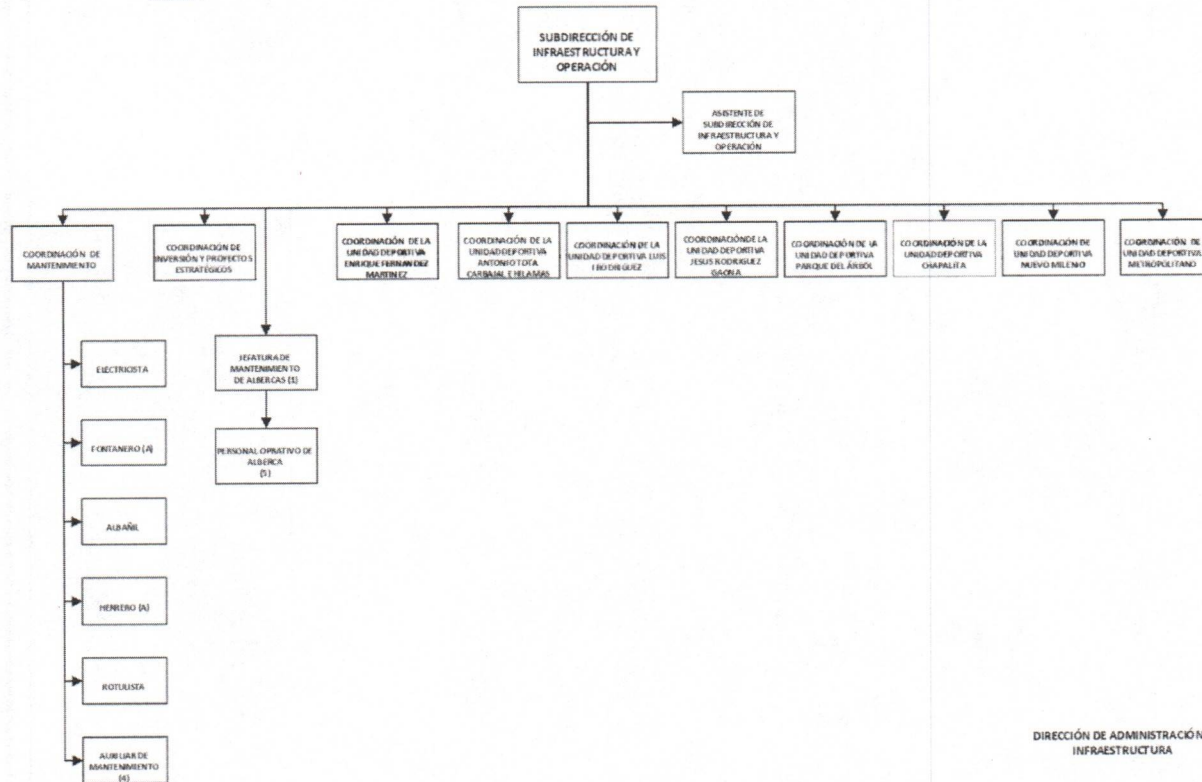 SUBDIRECCIÓN DE
INFRAESTRUCTURA Y
OPERACIÓN
ASISTENTE DE
SUBDIRECCIÓN DE
INFRAESTRUCTURA Y
OPERACIÓN
COORDINACIÓN DE
MANTENIMIENTO
COORDINACIÓN DE
INVERSIÓN Y PROYECTOS
ESTRATÉGICOS
COORDINACIÓN DE LA
UNIDAD DEPORTIVA
ENRIQUE FERNANDEZ
MARTINEZ
COORDINACIÓN DE LA
UNIDAD DEPORTIVA
ANTONIO TOTA
CARBAJAL E HILAMAS
COORDINACIÓN DE LA
UNIDAD DEPORTIVA LUIS
I RODRIGUEZ
COORDINACIÓN DE LA
UNIDAD DEPORTIVA
JESUS RODRIGUEZ
GAONA
COORDINACIÓN DE LA
UNIDAD DEPORTIVA
PARQUE DEL ÁRBOL
COORDINACIÓN DE LA
UNIDAD DEPORTIVA
CHAPALITA
COORDINACIÓN DE
UNIDAD DEPORTIVA
NUEVO MILENIO
COORDINACIÓN DE
UNIDAD DEPORTIVA
METROPOLITANO
ELECTRICISTA
JEFATURA DE
MANTENIMIENTO
DE ALBERCAS (1)
FONTANERO (A)
PERSONAL OPRATIVO DE
ALBERCA
(5)
ALBAÑIL
HERRERO (A)
ROTULISTA
AUXILIAR DE
MANTENIMIENTO
(4)
DIRECCIÓN DE ADMINISTRACIÓN
INFRAESTRUCTURA